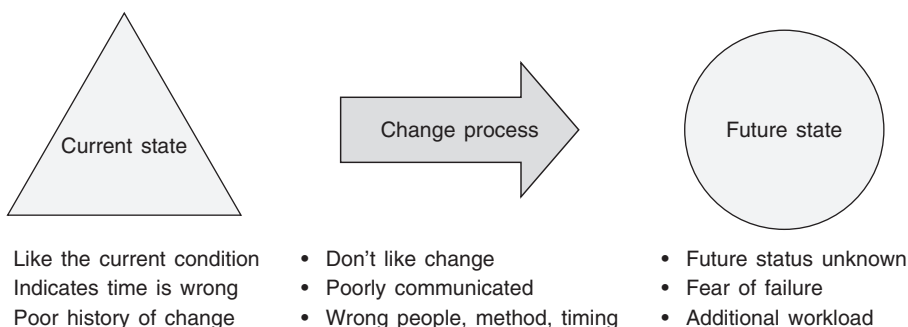 Current state
Change process
Future state
Like the current condition
Indicates time is wrong
Poor history of change
• Don't like change
• Poorly communicated
• Wrong people, method, timing
• Future status unknown
• Fear of failure
• Additional workload